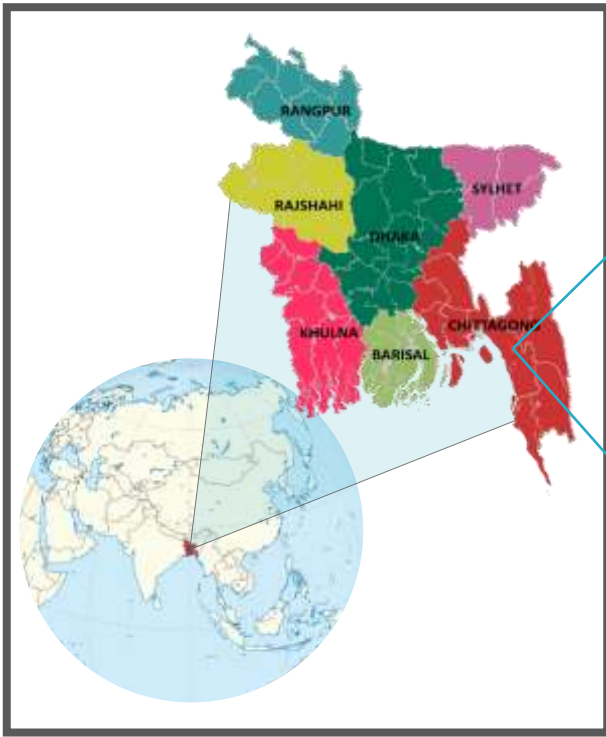 RANGPUR
SYLHET
RAJSHAHI
DHAKA
CHITTAGONG
KHULNA
BARISAL